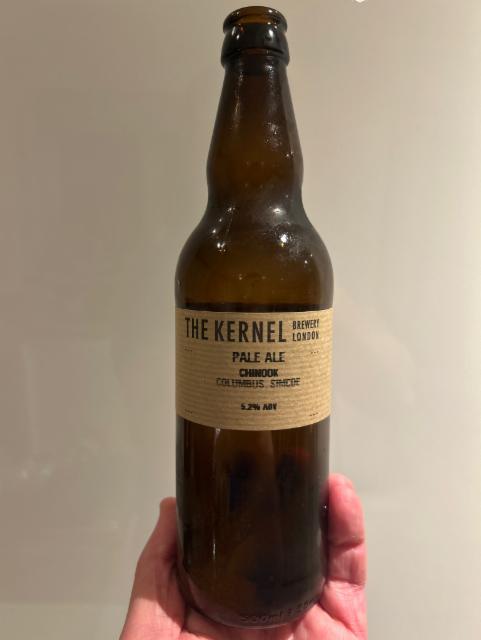 THE KERNEL BREWERY LONDON
PALE ALE
CHINOOK
COLUMBUS SIMCOE
5.2% ABV